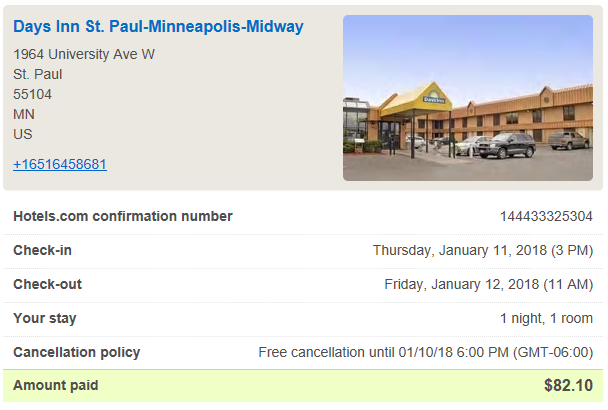 Days Inn St. Paul-Minneapolis-Midway
1964 University Ave W
St. Paul
55104
MN
US
+16516458681
Days Inn
Hotels.com confirmation number 144433325304
Check-in Thursday, January 11, 2018 (3 PM)
Check-out Friday, January 12, 2018 (11 AM)
Your stay 1 night, 1 room
Cancellation policy Free cancellation until 01/10/18 6:00 PM (GMT-06:00)
Amount paid $82.10